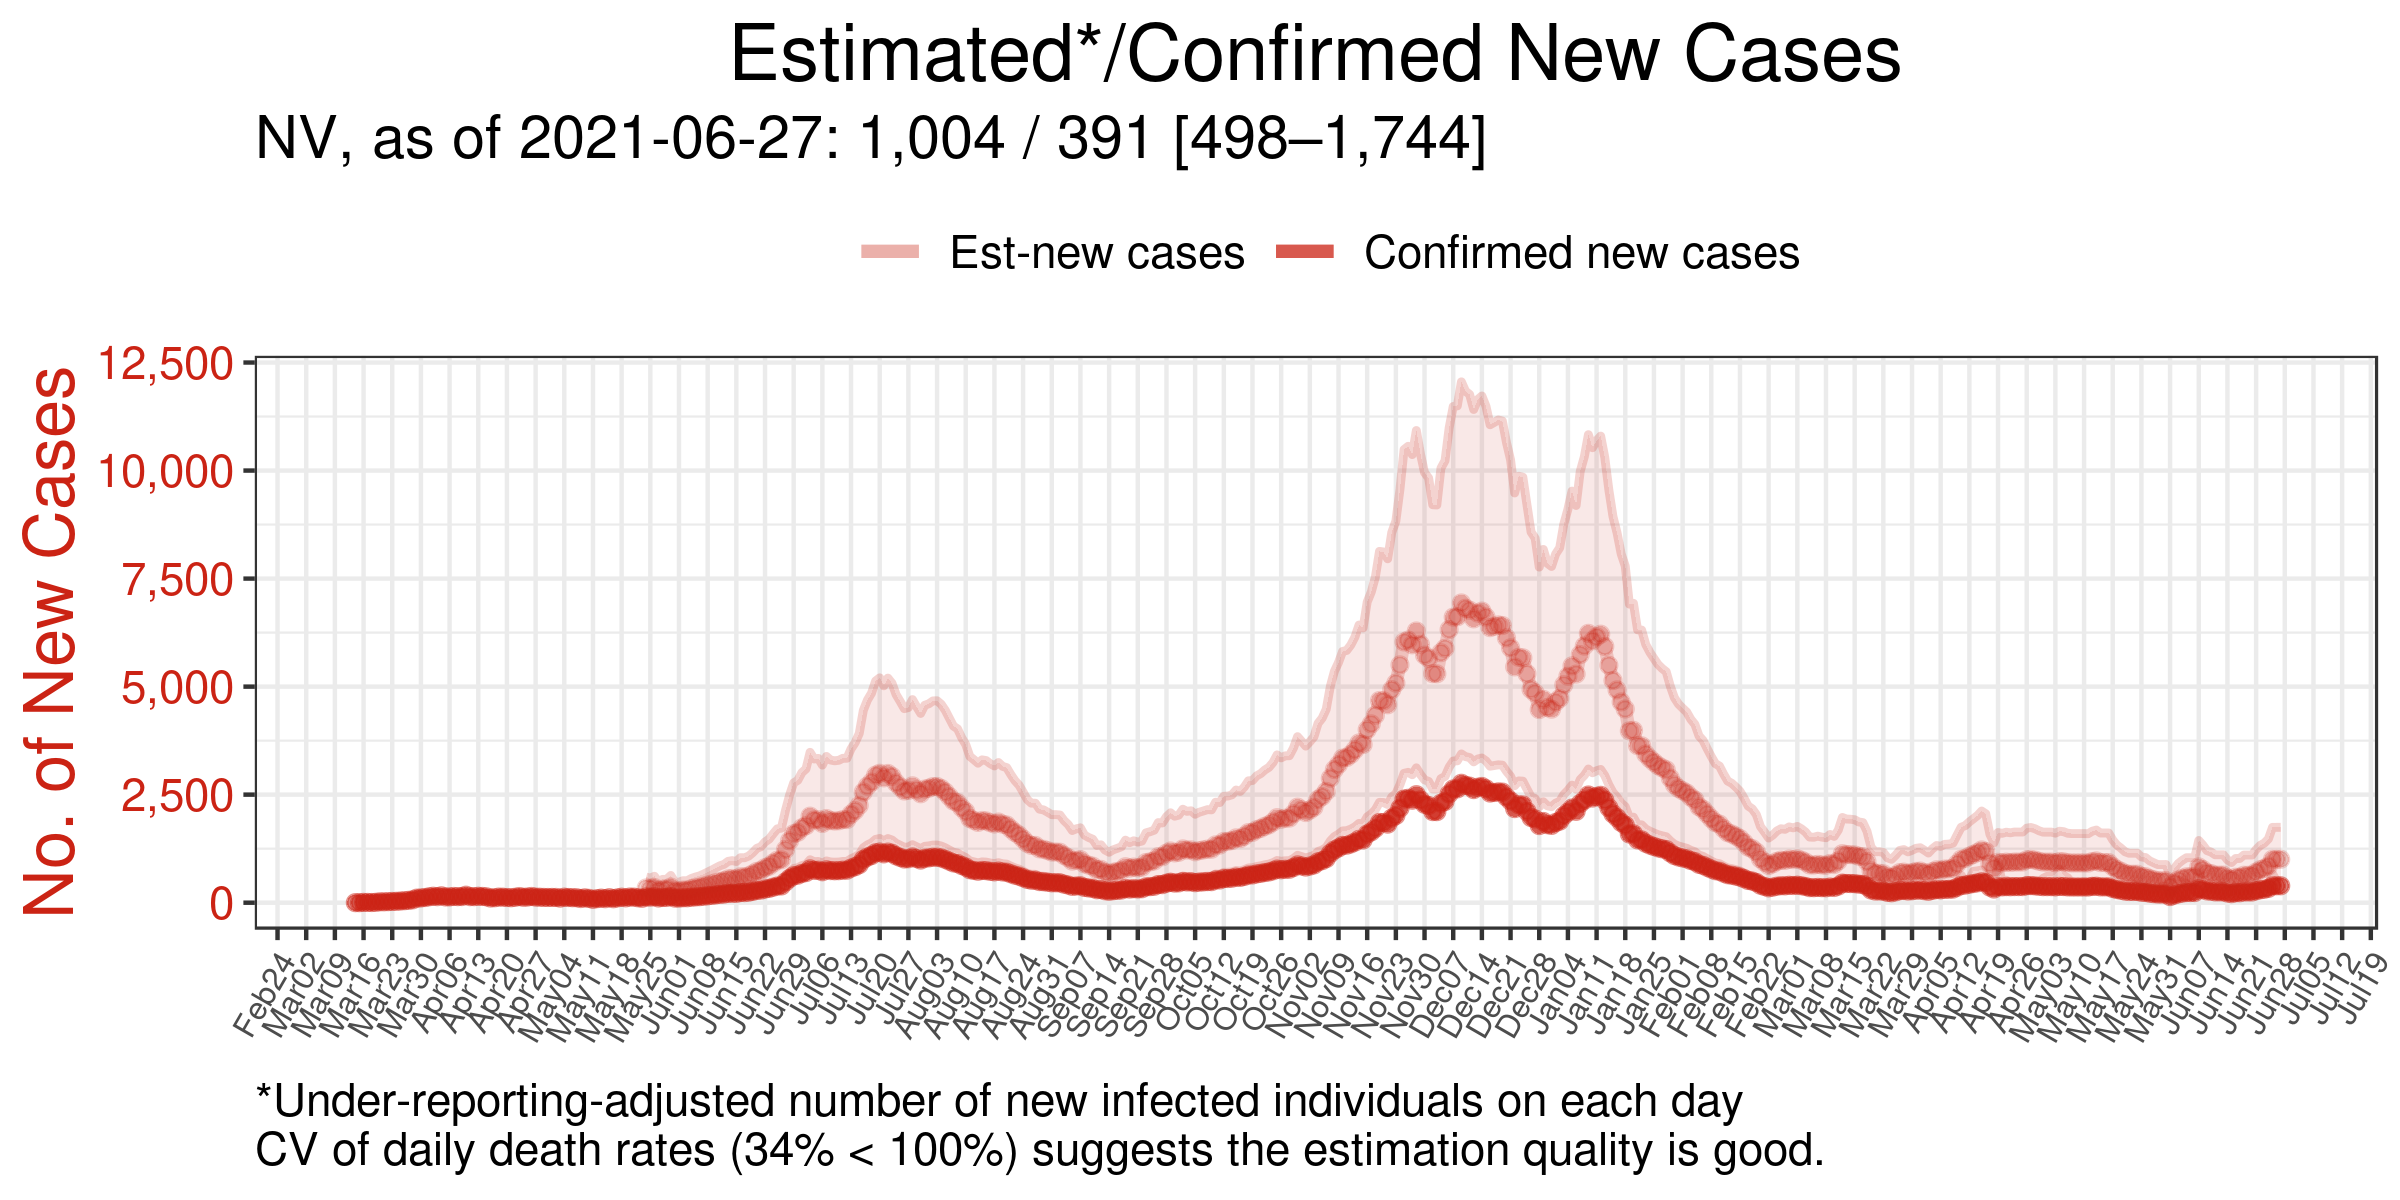 Estimated*/Confirmed New Cases
NV, as of 2021-06-27: 1,004 / 391 [498–1,744]
Est-new cases Confirmed new cases
No. of New Cases
12,500
10,000
7,500
5,000
2,500
0
Feb24 Mar02 Mar09 Mar16 Mar23 Mar30 Apr06 Apr13 Apr20 Apr27 May04 May11 May18 May25 Jun01 Jun08 Jun15 Jun22 Jun29 Jul06 Jul13 Jul20 Jul27 Aug03 Aug10 Aug17 Aug24 Aug31 Sep07 Sep14 Sep21 Sep28 Oct05 Oct12 Oct19 Oct26 Nov02 Nov09 Nov16 Nov23 Nov30 Dec07 Dec14 Dec21 Dec28 Jan04 Jan11 Jan18 Jan25 Feb01 Feb08 Feb15 Feb22 Mar01 Mar08 Mar15 Mar22 Mar29 Apr05 Apr12 Apr19 Apr26 May03 May10 May17 May24 May31 Jun07 Jun14 Jun21 Jun28 Jul05 Jul12 Jul19
*Under-reporting-adjusted number of new infected individuals on each day
CV of daily death rates (34% < 100%) suggests the estimation quality is good.